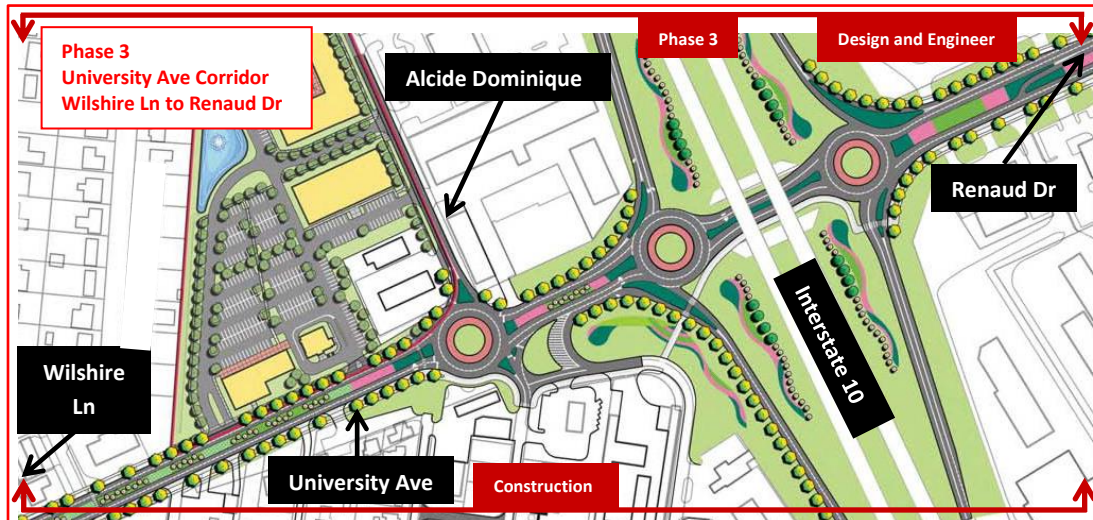 Phase 3
University Ave Corridor
Wilshire Ln to Renaud Dr
Phase 3
Design and Engineer
Alcide Dominique
Renaud Dr
Interstate 10
Wilshire
Ln
University Ave
Construction